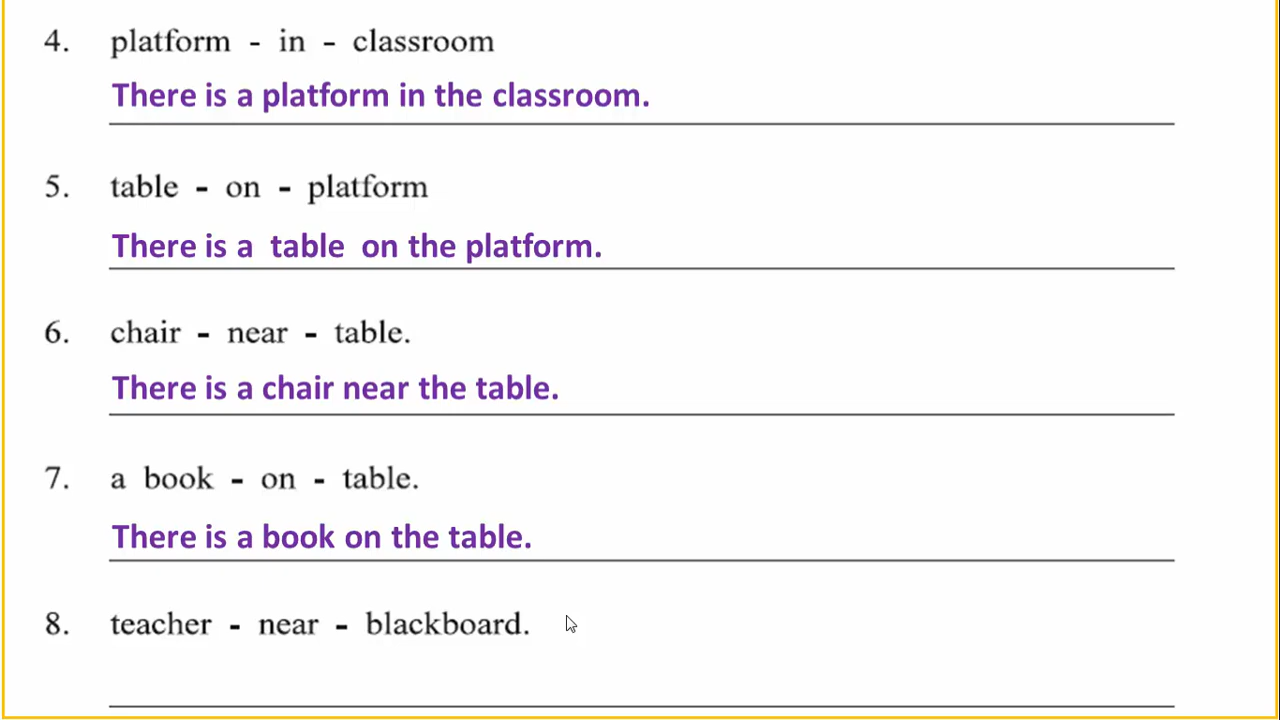 4. platform - in - classroom
There is a platform in the classroom.
5. table - on - platform
There is a table on the platform.
6. chair - near - table.
There is a chair near the table.
7. a book - on - table.
There is a book on the table.
8. teacher - near - blackboard.